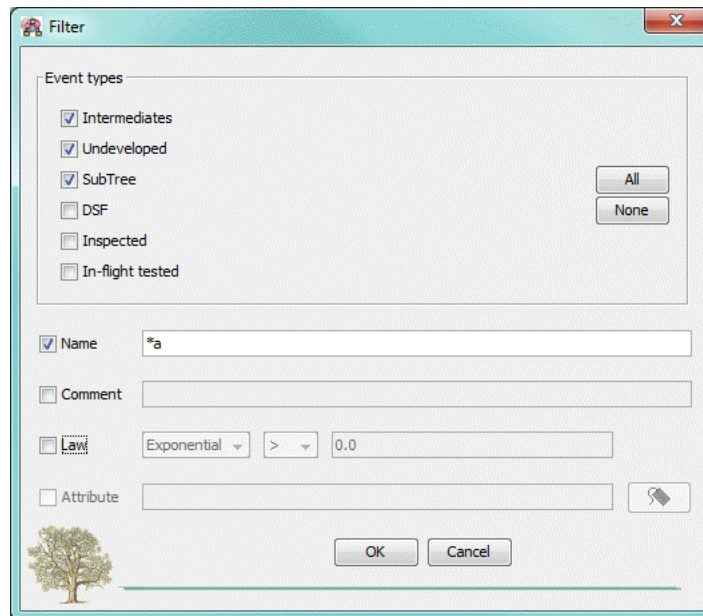 Filter
Event types
Intermediates
Undeveloped
SubTree
All
DSF
None
Inspected
In-flight tested
Name *a
Comment
Law Exponential > 0.0
Attribute
OK Cancel